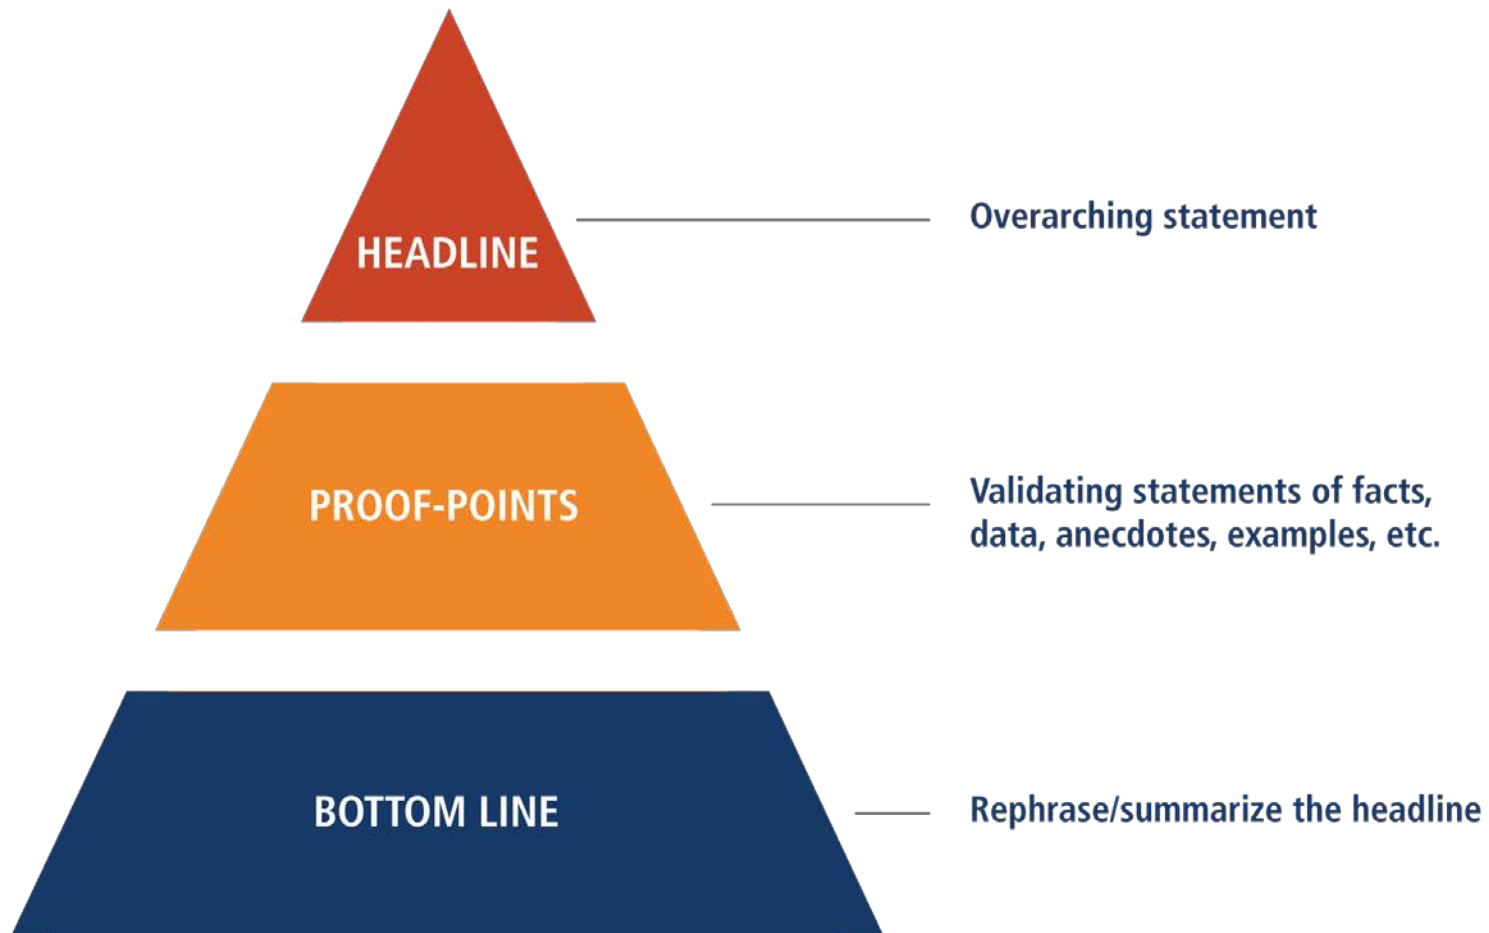 HEADLINE
Overarching statement
PROOF-POINTS
Validating statements of facts,
data, anecdotes, examples, etc.
BOTTOM LINE
Rephrase/summarize the headline